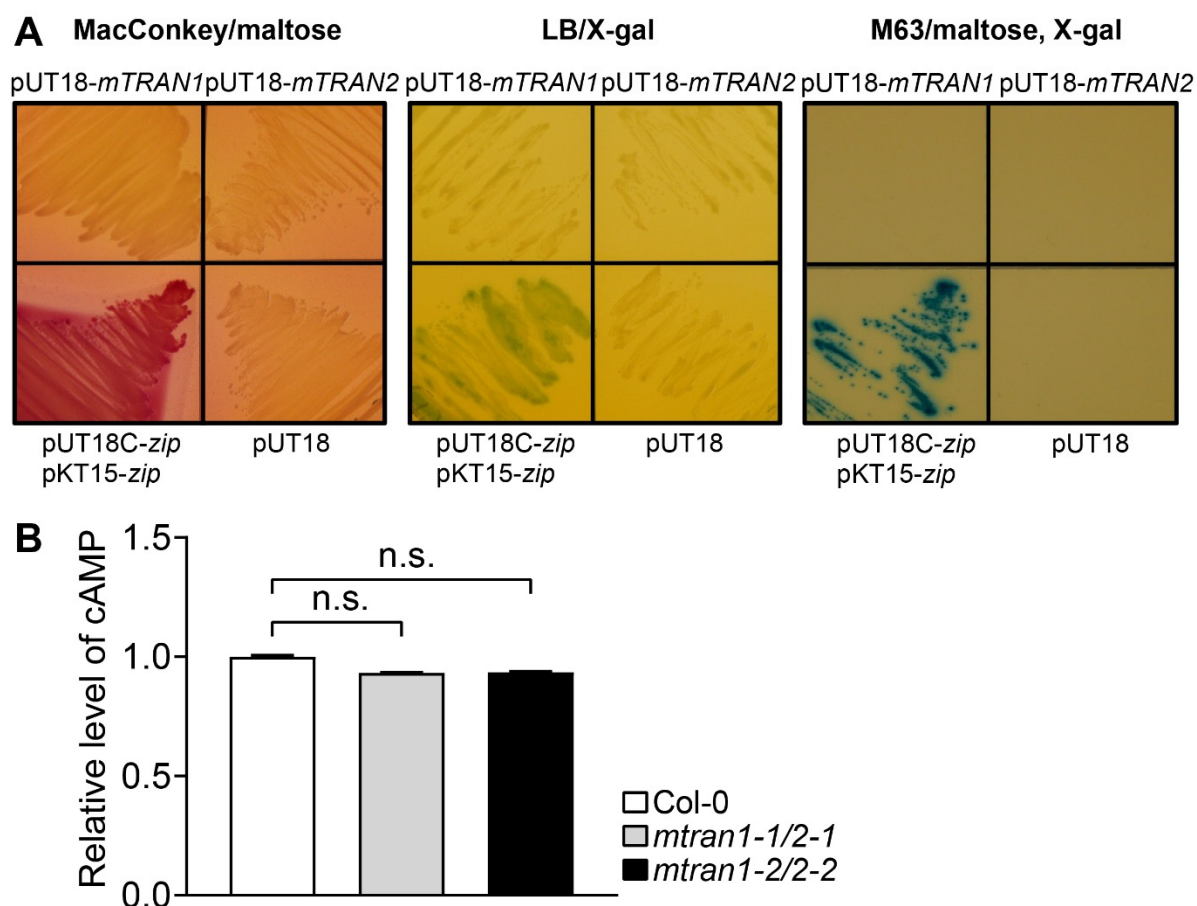 A
MacConkey/maltose
LB/X-gal
M63/maltose, X-gal
pUT18-mTRAN1 pUT18-mTRAN2 pUT18-mTRAN1 pUT18-mTRAN2 pUT18-mTRAN1 pUT18-mTRAN2
pUT18C-zip pUT18 pUT18C-zip pUT18 pUT18C-zip pUT18
pKT15-zip pKT15-zip pKT15-zip
B
Relative level of cAMP
1.5
1.0
0.5
0.0
n.s.
n.s.
Col-0
mtran1-1/2-1
mtran1-2/2-2